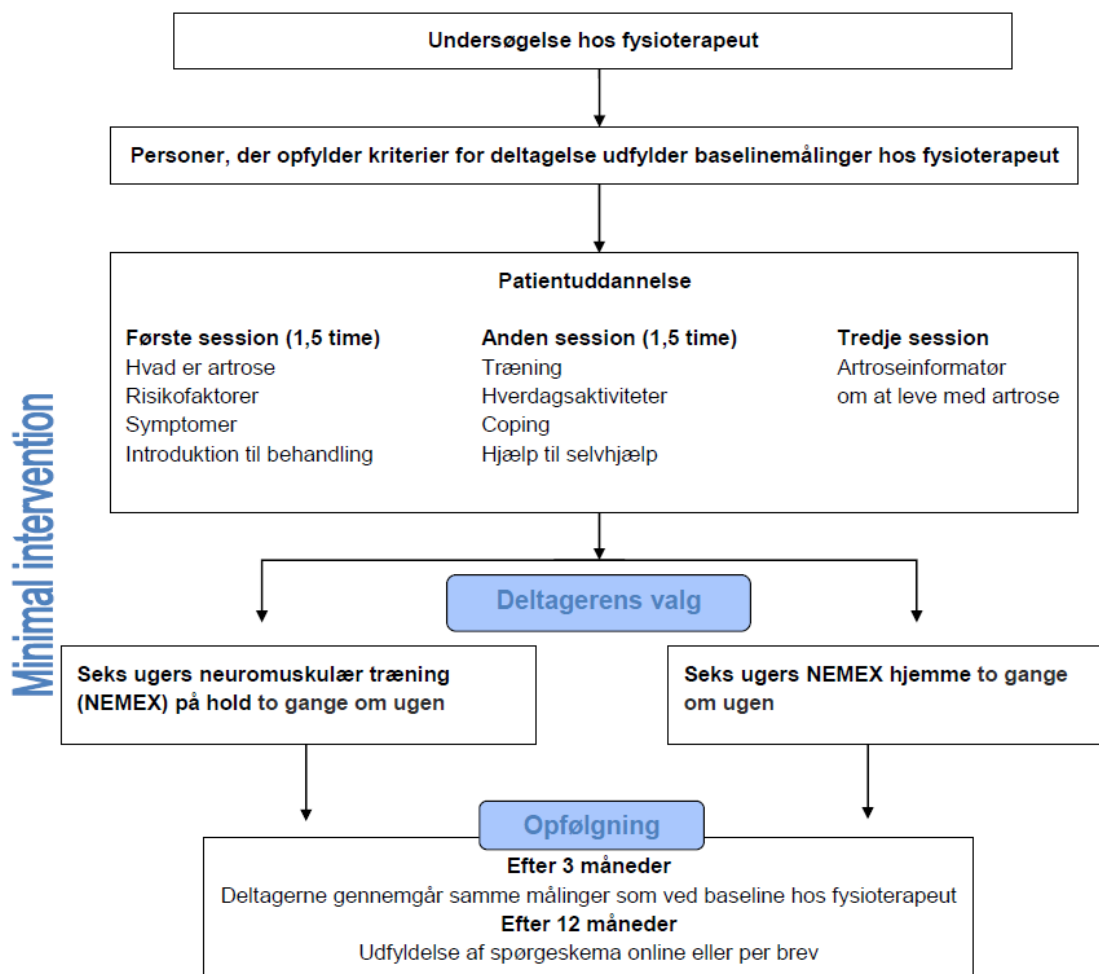 Undersøgelse hos fysioterapeut
Personer, der opfylder kriterier for deltagelse udfylder baselinemålinger hos fysioterapeut
Patientuddannelse
Første session (1,5 time)
Hvad er artrose
Risikofaktorer
Symptomer
Introduktion til behandling
Anden session (1,5 time)
Træning
Hverdagsaktiviteter
Coping
Hjælp til selvhjælp
Tredje session
Artroseinformatør
om at leve med artrose
Minimal intervention
Deltagerens valg
Seks ugers neuromuskulær træning
(NEMEX) på hold to gange om ugen
Seks ugers NEMEX hjemme to gange
om ugen
Opfølgning
Efter 3 måneder
Deltagerne gennemgår samme målinger som ved baseline hos fysioterapeut
Efter 12 måneder
Udfyldelse af spørgeskema online eller per brev